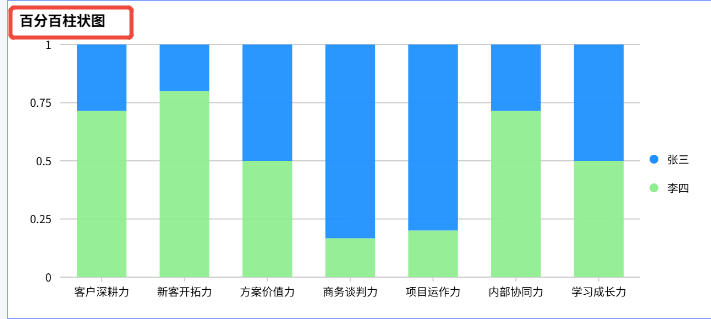 百分百柱状图
1
0.75
0.5
0.25
0
客户深耕力 新客开拓力 方案价值力 商务谈判力 项目运作力 内部协同力 学习成长力
张三
李四